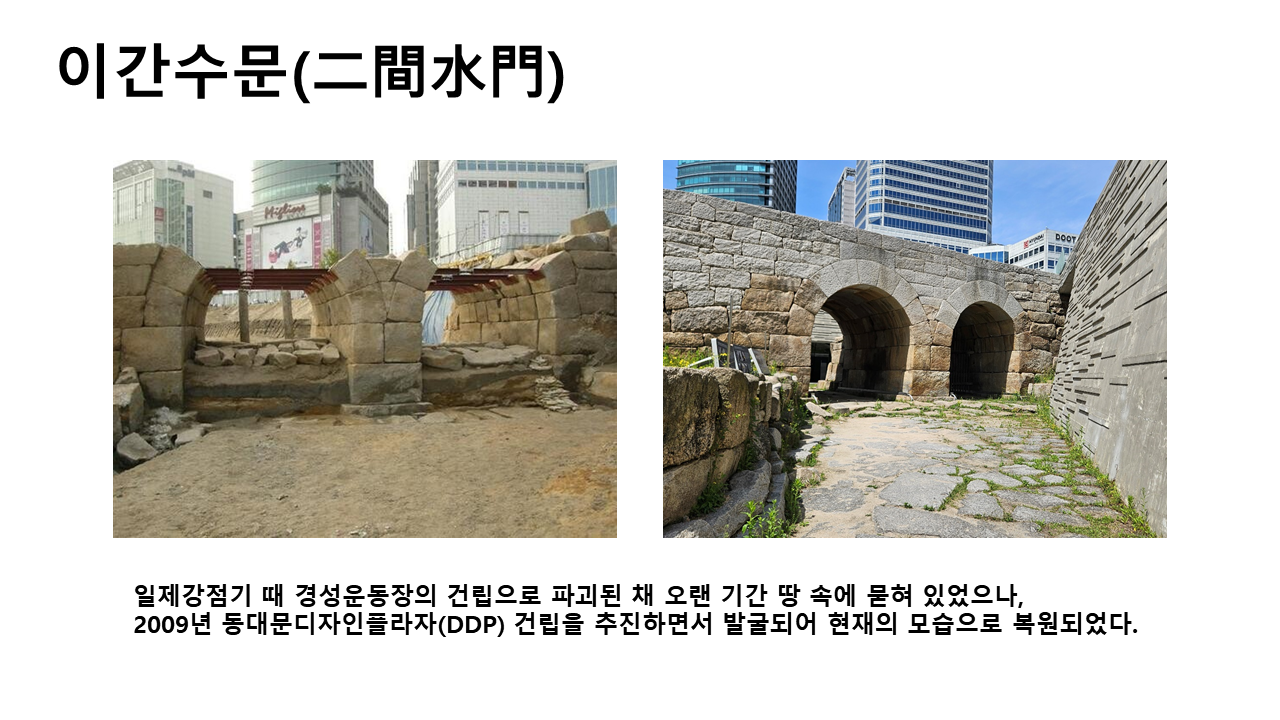 이간수문(二間水門)
Migliore
DOOT
일제강점기 때 경성운동장의 건립으로 파괴된 채 오랜 기간 땅 속에 묻혀 있었으나,
2009년 동대문디자인플라자(DDP) 건립을 추진하면서 발굴되어 현재의 모습으로 복원되었다.